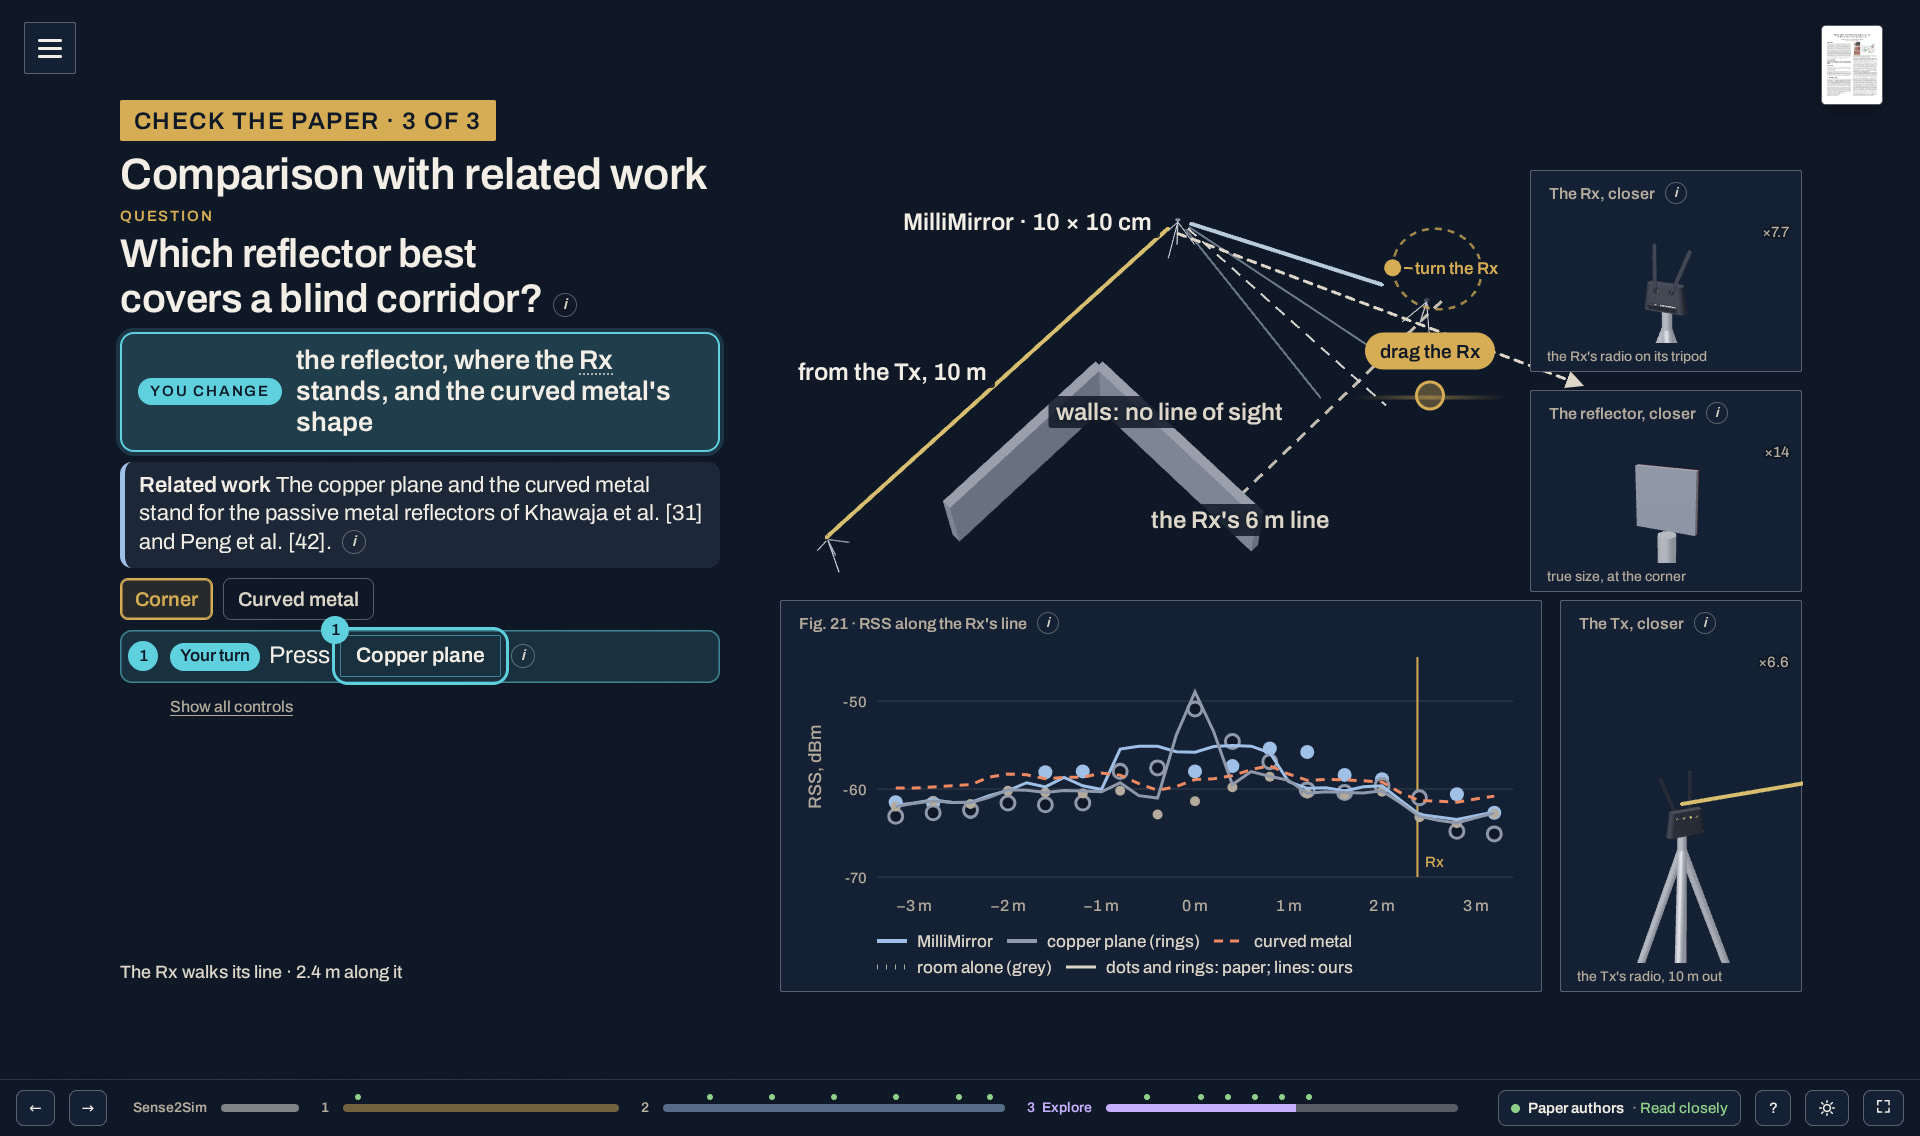 CHECK THE PAPER · 3 OF 3
Comparison with related work
QUESTION
Which reflector best
covers a blind corridor? i
YOU CHANGE
the reflector, where the Rx
stands, and the curved metal's
shape
Related work The copper plane and the curved metal
stand for the passive metal reflectors of Khawaja et al. [31]
and Peng et al. [42]. i
Corner
Curved metal
1
1 Your turn Press Copper plane i
Show all controls
The Rx walks its line · 2.4 m along it
MilliMirror · 10 × 10 cm
turn the Rx
drag the Rx
from the Tx, 10 m
walls: no line of sight
the Rx's 6 m line
The Rx, closer i
×7.7
the Rx's radio on its tripod
The reflector, closer i
×14
true size, at the corner
Fig. 21 · RSS along the Rx's line i
RSS, dBm
-50
-60
-70
Rx
−3 m −2 m −1 m 0 m 1 m 2 m 3 m
MilliMirror copper plane (rings) curved metal
room alone (grey) dots and rings: paper; lines: ours
The Tx, closer i
×6.6
the Tx's radio, 10 m out
← → Sense2Sim 1 2 3 Explore Paper authors · Read closely ?